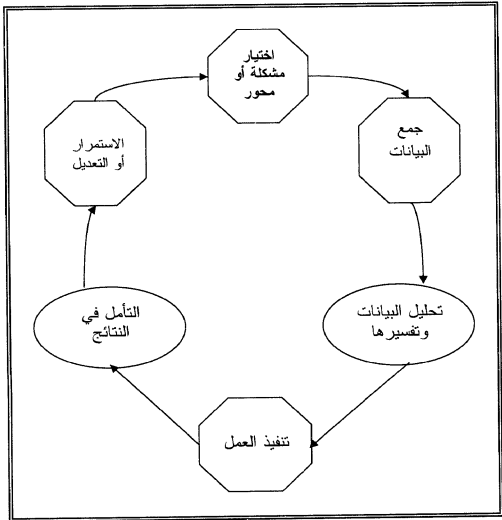 اختيار
مشكلة أو
محور
جمع
البيانات
تحليل البيانات
وتفسيرها
تنفيذ العمل
التأمل في
النتائج
الاستمرار
أو التعديل